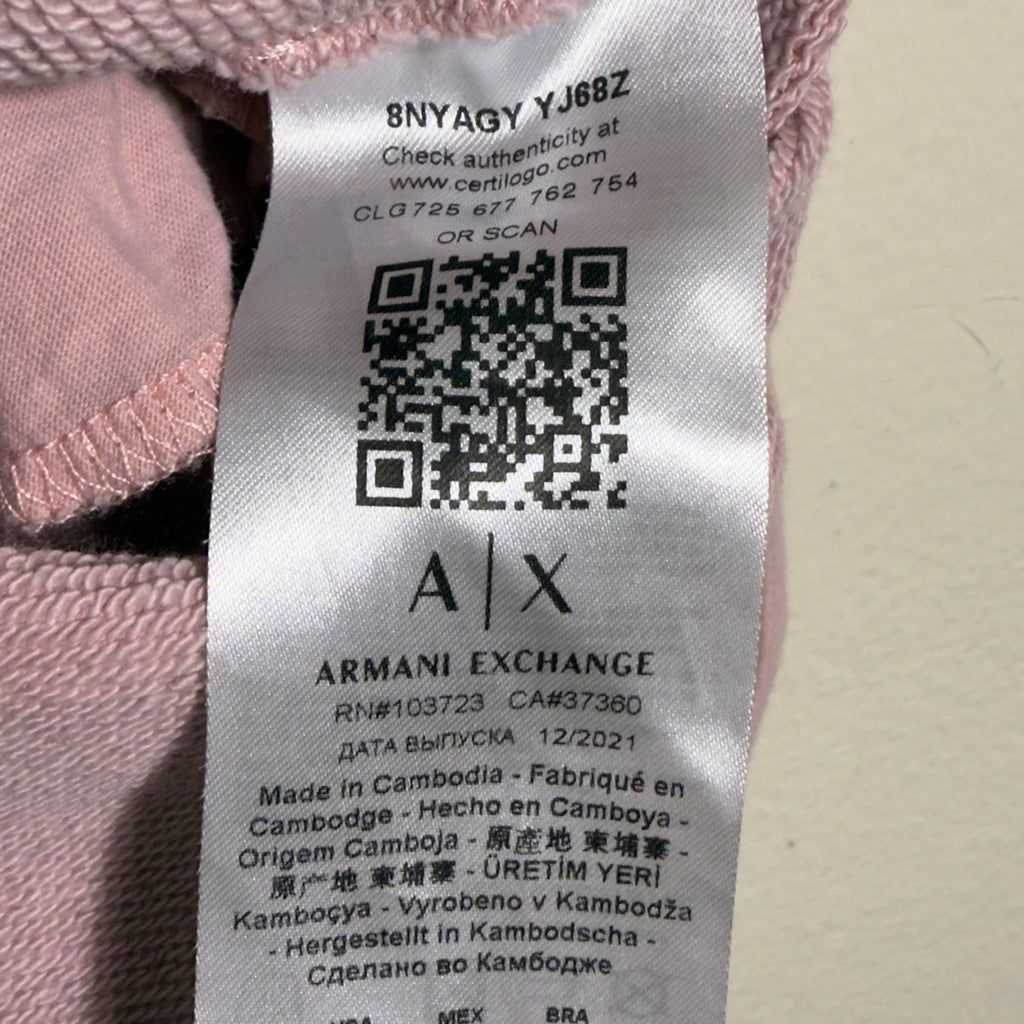 8NYAGY YJ68Z
Check authenticity at
www.certilogo.com
CLG725 677 762 754
OR SCAN
A|X
ARMANI EXCHANGE
RN#103723 CA#37360
ДАТА ВЫПУСКА 12/2021
Made in Cambodia - Fabriqué en
Cambodge - Hecho en Camboya -
Origem Camboja - 原產地 柬埔寨 -
原产地 柬埔寨 - ÜRETİM YERİ
Kamboçya - Vyrobeno v Kambodža
- Hergestellt in Kambodscha -
Сделано во Камбодже
USA MEX BRA